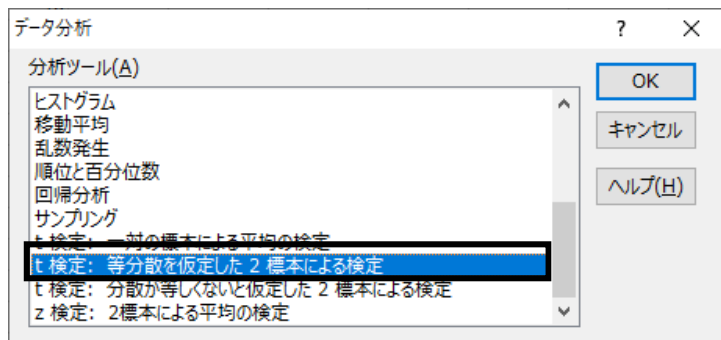 データ分析
? ×
分析ツール(A)
ヒストグラム
移動平均
乱数発生
順位と百分位数
回帰分析
サンプリング
t 検定: 一対の標本による平均の検定
t 検定: 等分散を仮定した 2 標本による検定
t 検定: 分散が等しくないと仮定した 2 標本による検定
z 検定: 2標本による平均の検定
OK
キャンセル
ヘルプ(H)